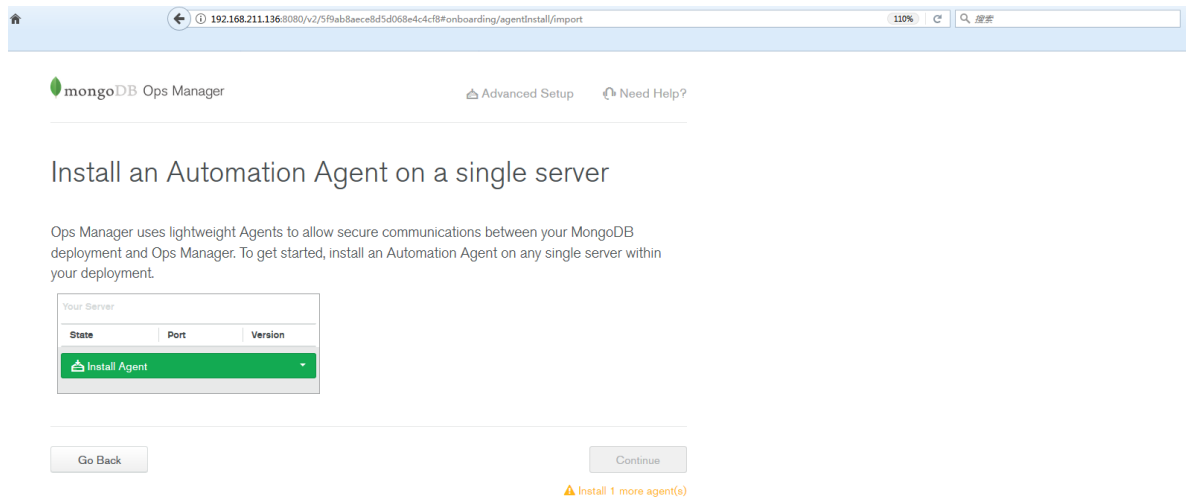 192.168.211.136:8080/v2/5f9ab8aece8d5d068e4c4cf8#onboarding/agentInstall/import
110%
搜索
mongoDB Ops Manager
Advanced Setup
Need Help?
Install an Automation Agent on a single server
Ops Manager uses lightweight Agents to allow secure communications between your MongoDB
deployment and Ops Manager. To get started, install an Automation Agent on any single server within
your deployment.
Your Server
State Port Version
Install Agent
Go Back
Continue
Install 1 more agent(s)